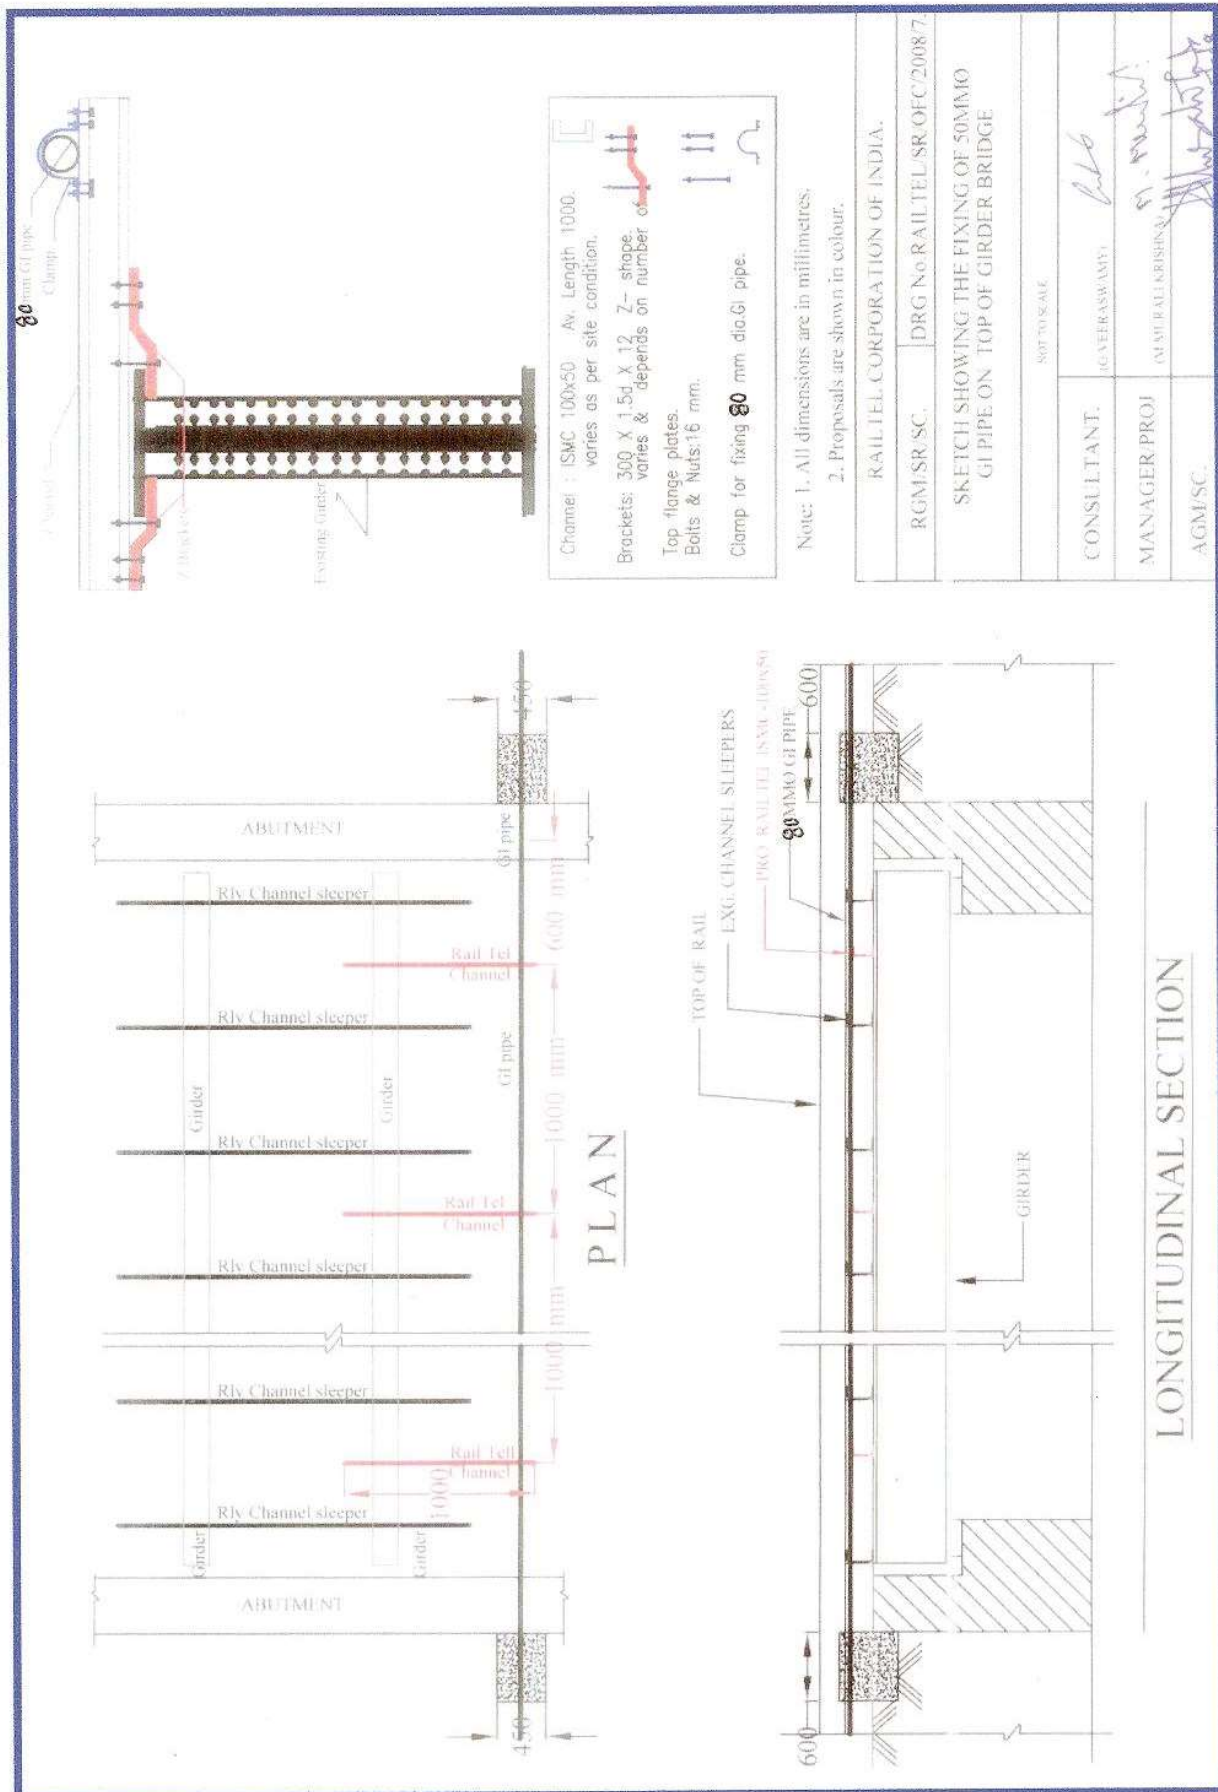 80mm GI pipe
Clamp
Z Bracket
Existing Girder
Channel : ISMC 100x50 Av. Length 1000.
varies as per site condition.
Brackets: 300 X 1.5d X 12 Z- shape.
varies & depends on number of
Top flange plates.
Bolts & Nuts:16 mm.
Clamp for fixing 80 mm dia.GI pipe.
Note: 1. All dimensions are in millimetres.
2. Proposals are shown in colour.
RAILTEL CORPORATION OF INDIA.
RGM/SR/SC.
DRG No.RAILTEL/SR/OFC/2008/7.
SKETCH SHOWING THE FIXING OF 50MMO
GI PIPE ON TOP OF GIRDER BRIDGE
NOT TO SCALE
CONSULTANT.
(G.VEERASWAMY)
MANAGER/PROJ
(M.MURALI KRISHNA)
AGM/SC.
ABUTMENT
Rly Channel sleeper
Rail Tel
Channel
Rly Channel sleeper
Girder
Girder
Rly Channel sleeper
Rail Tel
Channel
Rly Channel sleeper
Rly Channel sleeper
Rail Tell
Channel
1000
Rly Channel sleeper
Girder
Girder
ABUTMENT
450
GI pipe
600 mm
GI pipe
1000 mm
1000 mm
450
PLAN
TOP OF RAIL
EXG. CHANNEL SLEEPERS
PRO RAILTEL ISMC-100x50
80MMO GI PIPE
600
GIRDER
600
LONGITUDINAL SECTION